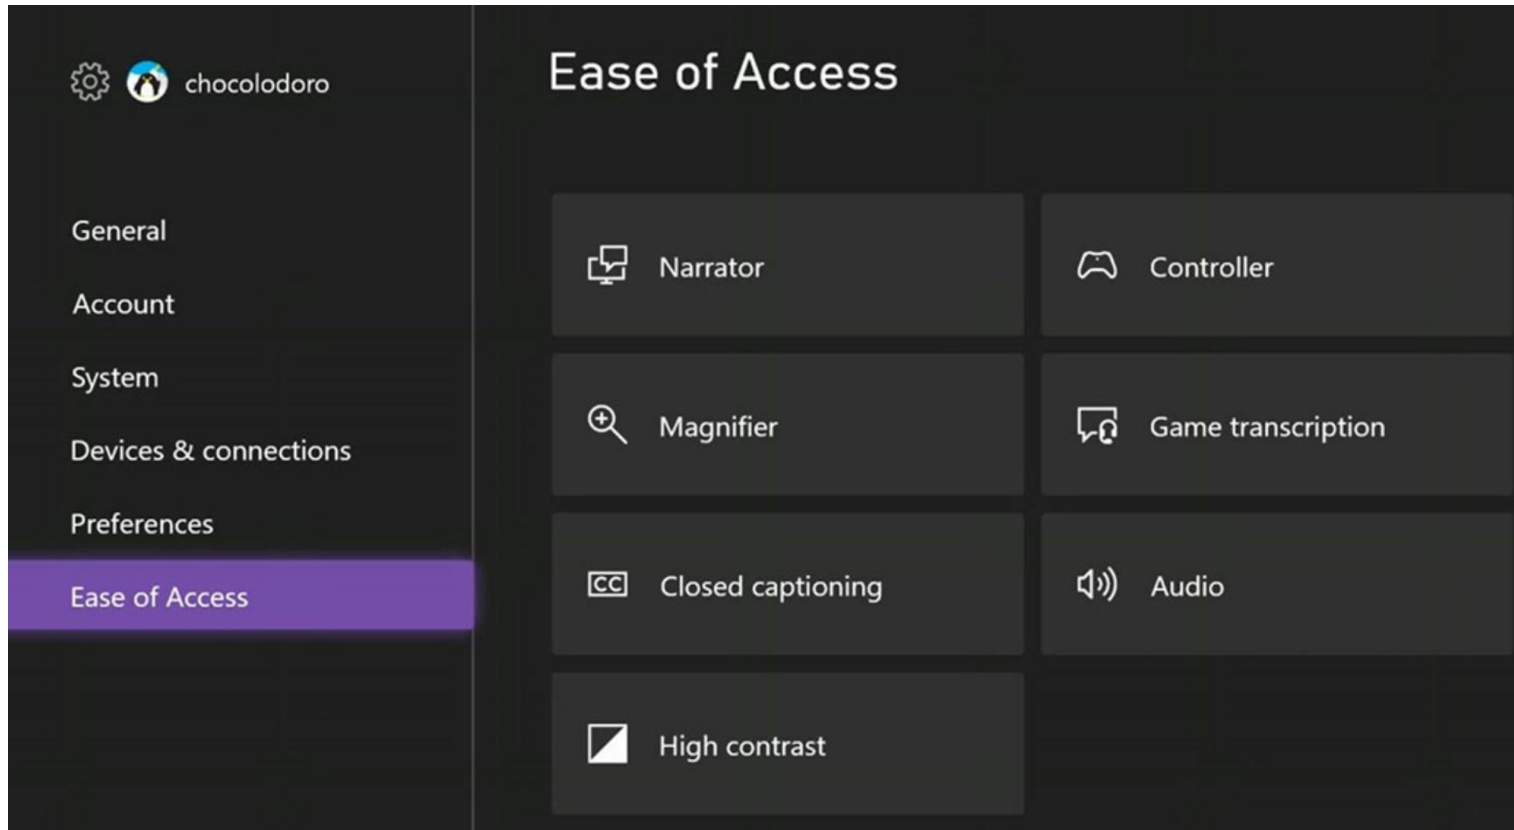 chocolodoro
General
Account
System
Devices & connections
Preferences
Ease of Access
Ease of Access
Narrator
Controller
Magnifier
Game transcription
CC Closed captioning
Audio
High contrast